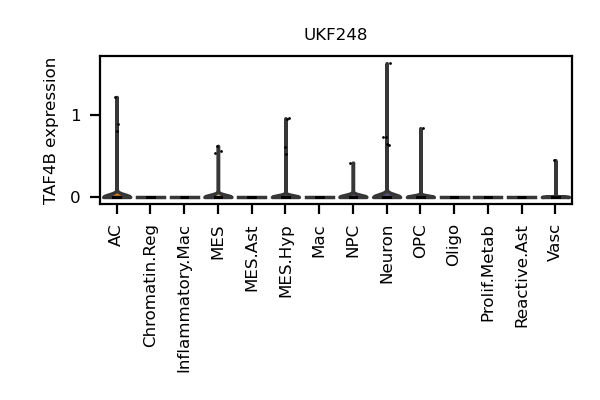 UKF248
TAF4B expression
1
0
AC
Chromatin.Reg
Inflammatory.Mac
MES
MES.Ast
MES.Hyp
Mac
NPC
Neuron
OPC
Oligo
Prolif.Metab
Reactive.Ast
Vasc